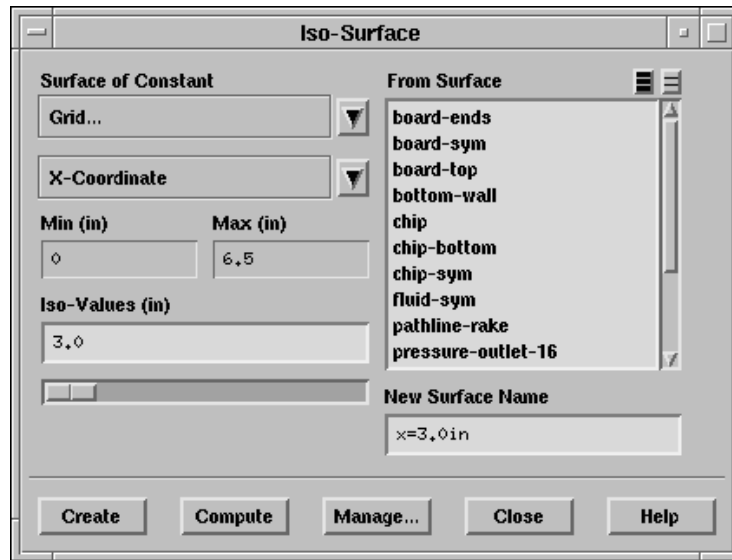 Iso-Surface
Surface of Constant
Grid...
X-Coordinate
Min (in) Max (in)
0 6.5
Iso-Values (in)
3.0
From Surface
board-ends
board-sym
board-top
bottom-wall
chip
chip-bottom
chip-sym
fluid-sym
pathline-rake
pressure-outlet-16
New Surface Name
x=3.0in
Create Compute Manage... Close Help